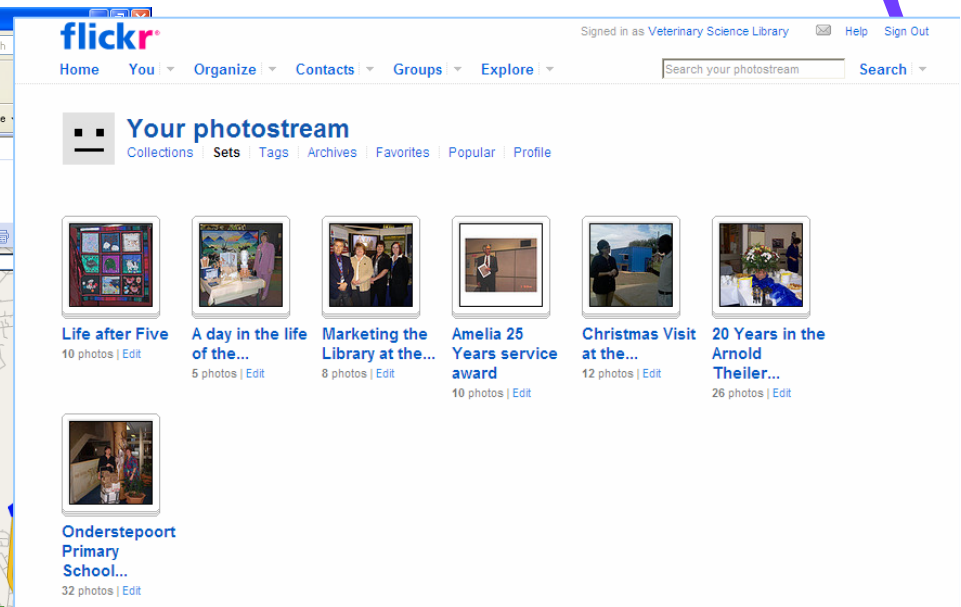 flickr
Signed in as Veterinary Science Library Help Sign Out
Home You Organize Contacts Groups Explore Search your photostream Search
Your photostream
Collections Sets Tags Archives Favorites Popular Profile
Life after Five
10 photos | Edit
A day in the life
of the...
5 photos | Edit
Marketing the
Library at the...
8 photos | Edit
Amelia 25
Years service
award
10 photos | Edit
Christmas Visit
at the...
12 photos | Edit
20 Years in the
Arnold
Theiler...
26 photos | Edit
Onderstepoort
Primary
School...
32 photos | Edit